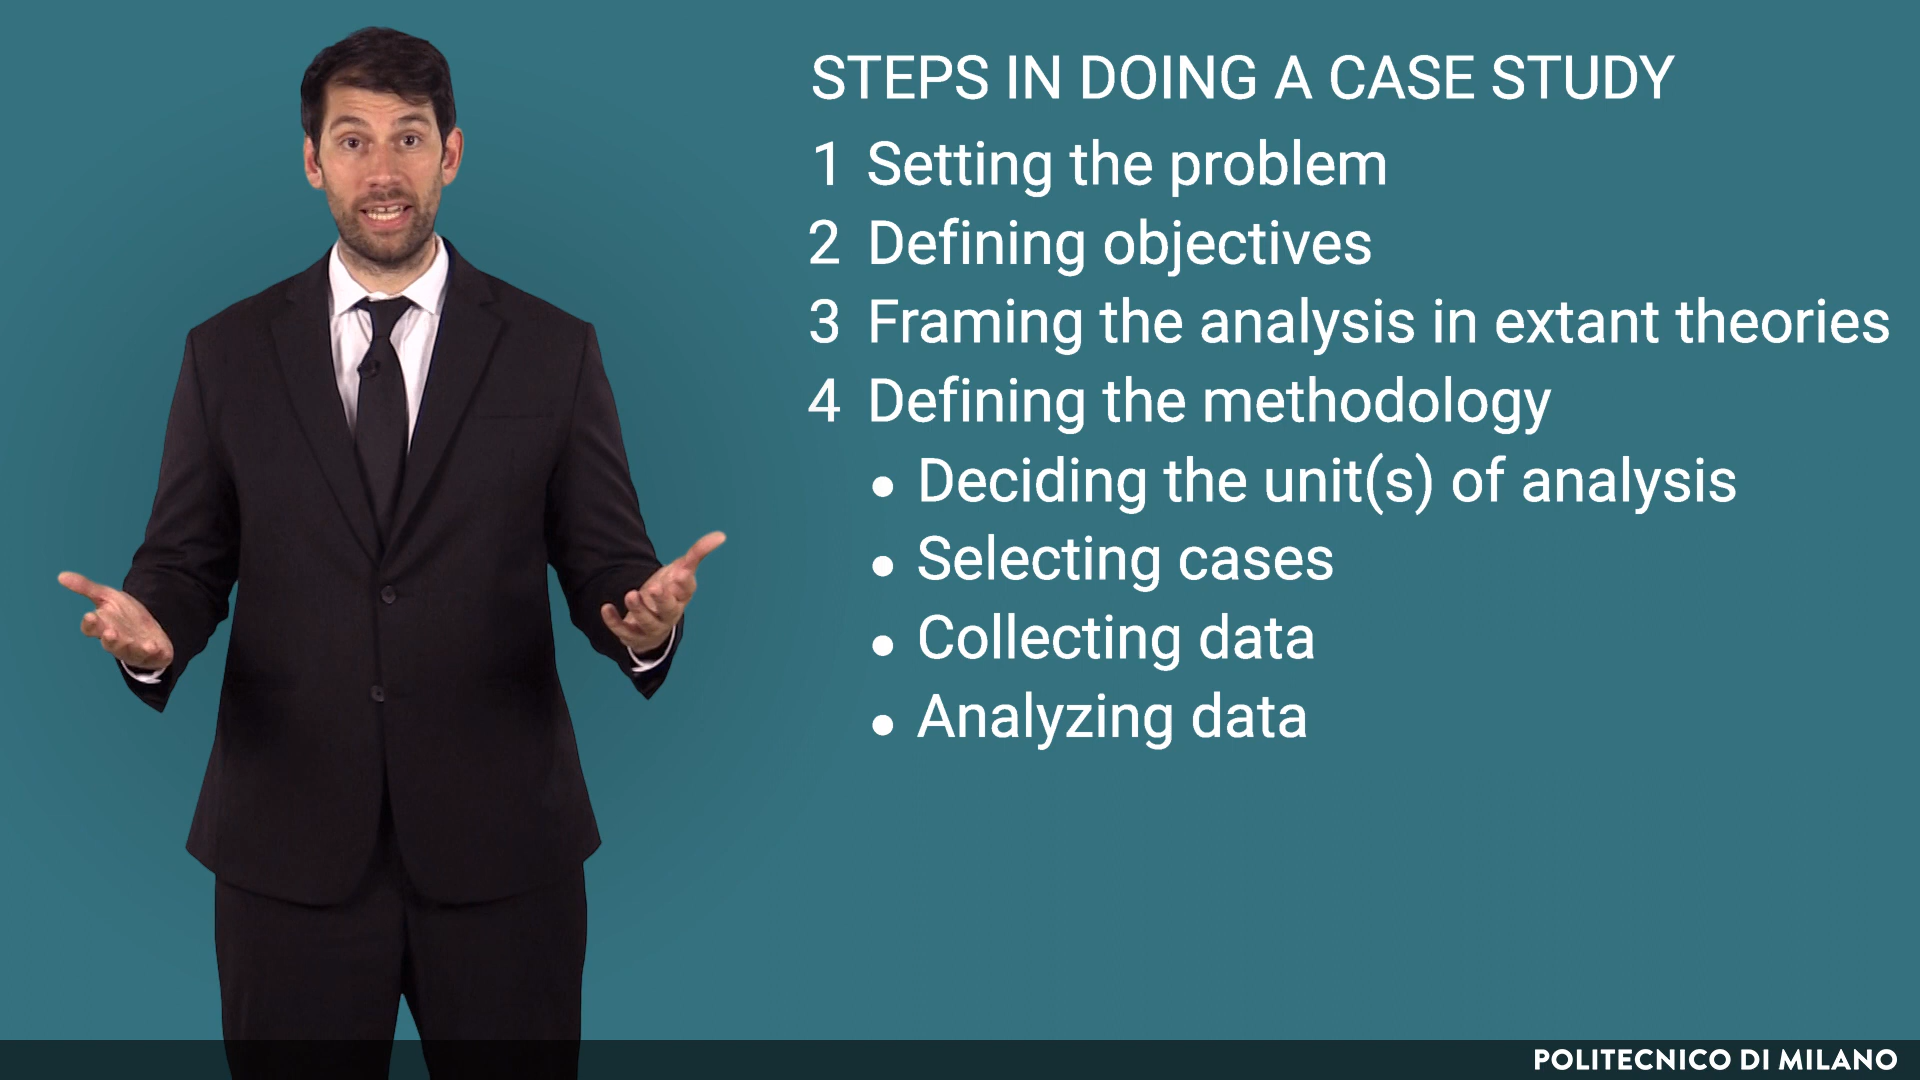 STEPS IN DOING A CASE STUDY
1 Setting the problem
2 Defining objectives
3 Framing the analysis in extant theories
4 Defining the methodology
• Deciding the unit(s) of analysis
• Selecting cases
• Collecting data
• Analyzing data
POLITECNICO DI MILANO